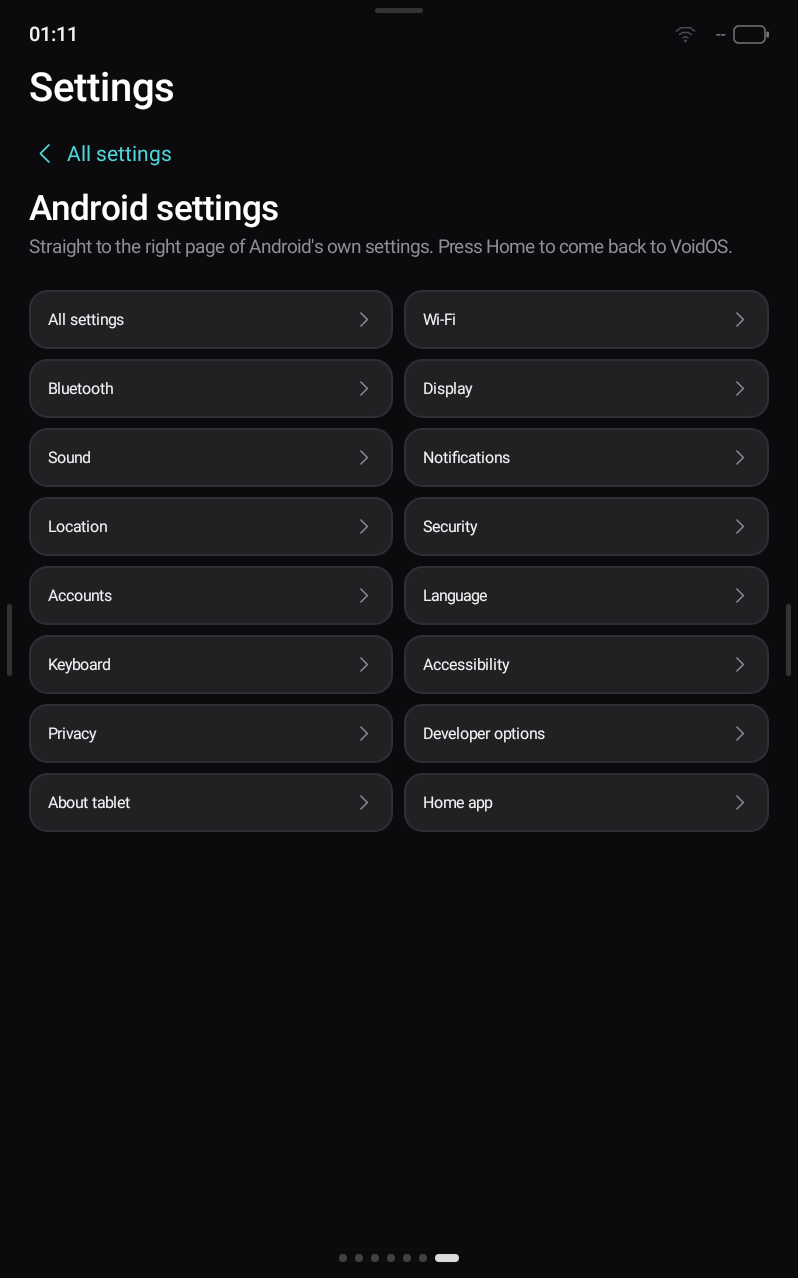 01:11
--
Settings
All settings
Android settings
Straight to the right page of Android's own settings. Press Home to come back to VoidOS.
All settings
Wi-Fi
Bluetooth
Display
Sound
Notifications
Location
Security
Accounts
Language
Keyboard
Accessibility
Privacy
Developer options
About tablet
Home app